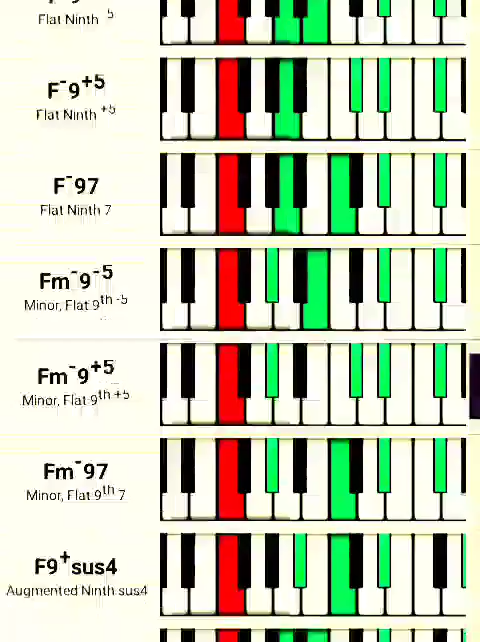 Flat Ninth 5
F-9+5
Flat Ninth +5
F-97
Flat Ninth 7
Fm-9-5
Minor, Flat 9th -5
Fm-9+5
Minor, Flat 9th +5
Fm-97
Minor, Flat 9th 7
F9+sus4
Augmented Ninth sus4